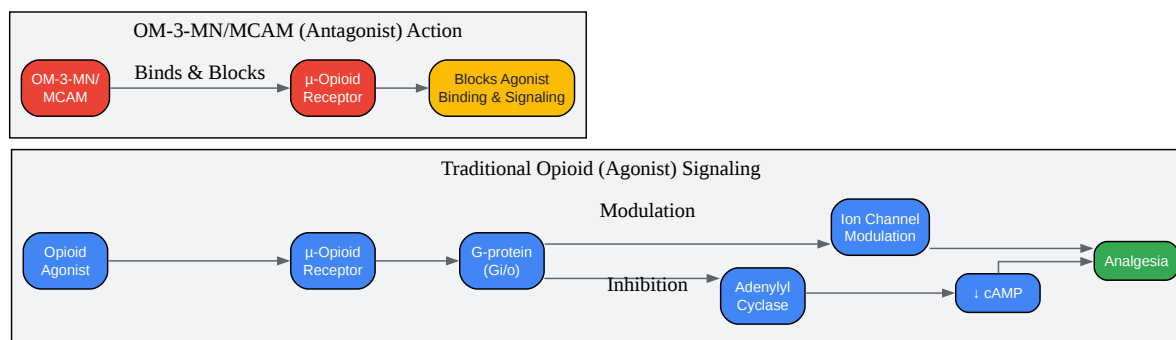 OM-3-MN/MCAM (Antagonist) Action
OM-3-MN/
MCAM
Binds & Blocks
µ-Opioid
Receptor
Blocks Agonist
Binding & Signaling
Traditional Opioid (Agonist) Signaling
Opioid
Agonist
µ-Opioid
Receptor
G-protein
(Gi/o)
Modulation
Ion Channel
Modulation
Inhibition
Adenylyl
Cyclase
↓ cAMP
Analgesia